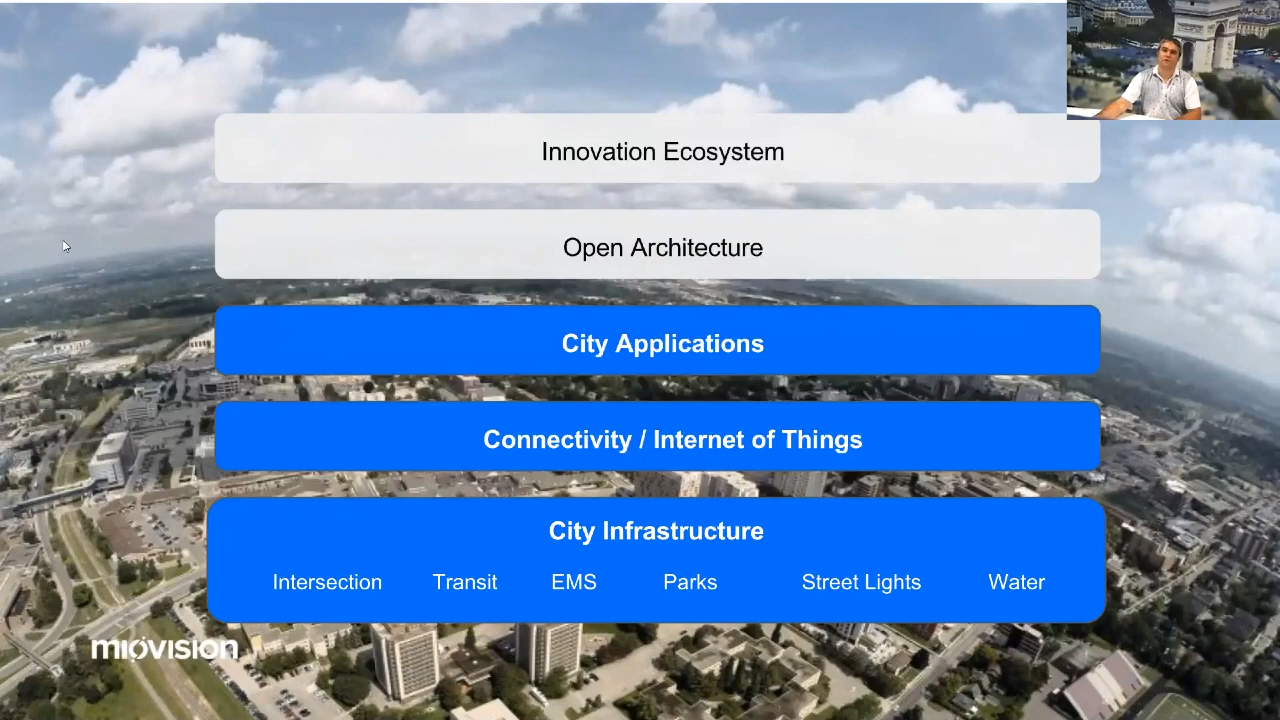 Innovation Ecosystem
Open Architecture
City Applications
Connectivity / Internet of Things
City Infrastructure
Intersection Transit EMS Parks Street Lights Water
miovision